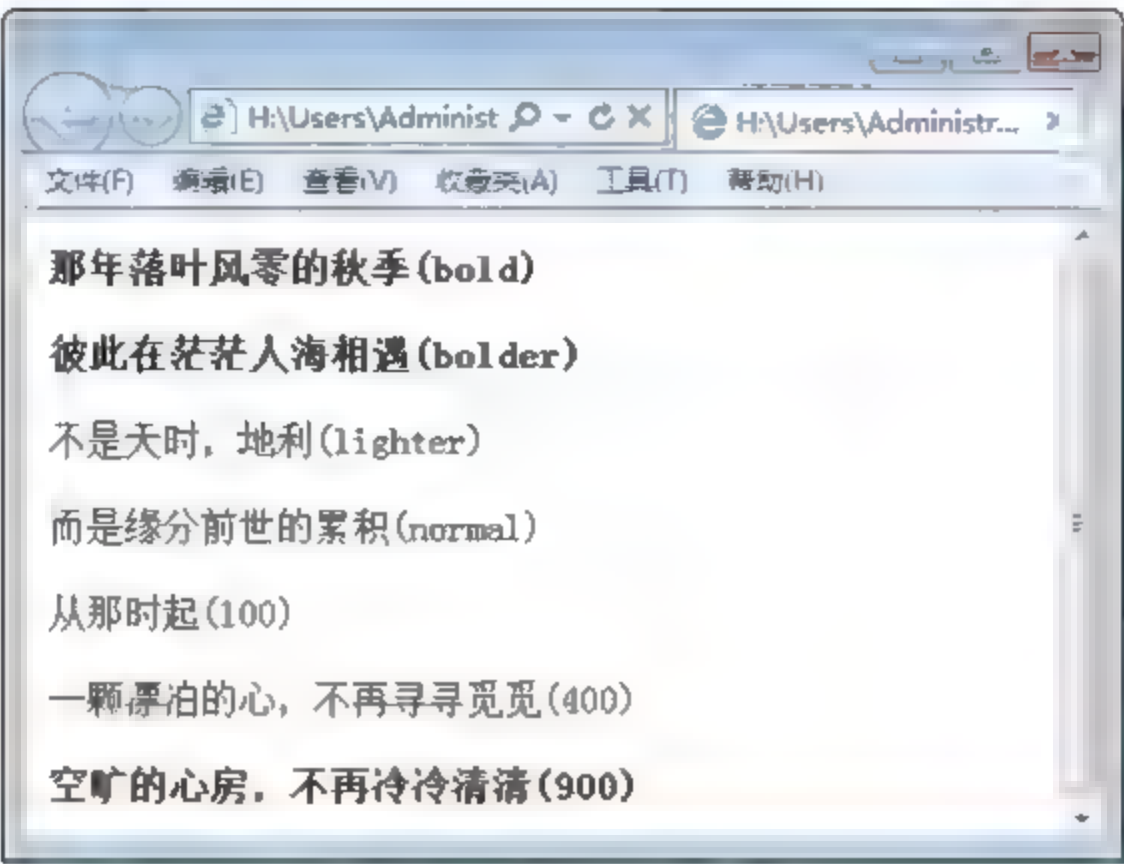 H:\Users\Administ H:\Users\Administr...
文件(F) 编辑(E) 查看(V) 收藏夹(A) 工具(T) 帮助(H)
那年落叶风零的秋季(bold)
彼此在茫茫人海相遇(bolder)
不是天时，地利(lighter)
而是缘分前世的累积(normal)
从那时起(100)
一颗漂泊的心，不再寻寻觅觅(400)
空旷的心房，不再冷冷清清(900)